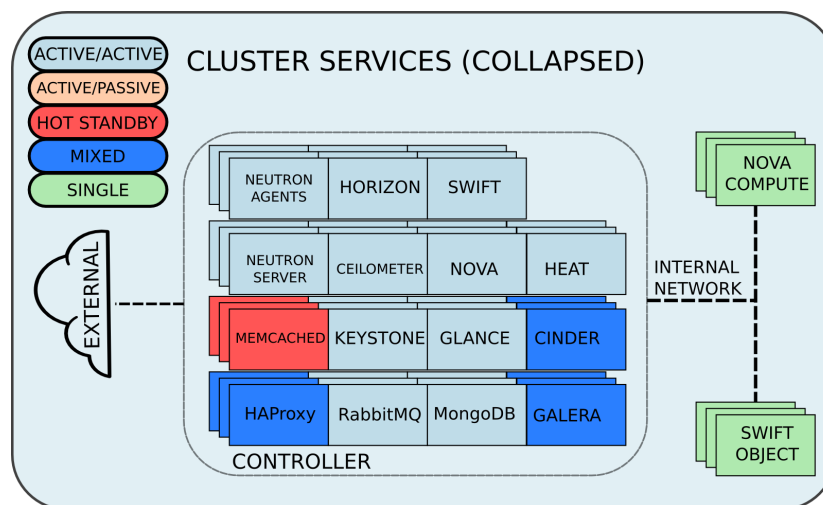 CLUSTER SERVICES (COLLAPSED)
ACTIVE/ACTIVE
ACTIVE/PASSIVE
HOT STANDBY
MIXED
SINGLE
EXTERNAL
NEUTRON
AGENTS
HORIZON
SWIFT
NEUTRON
SERVER
CEILOMETER
NOVA
HEAT
MEMCACHED
KEYSTONE
GLANCE
CINDER
HAProxy
RabbitMQ
MongoDB
GALERA
CONTROLLER
INTERNAL
NETWORK
NOVA
COMPUTE
SWIFT
OBJECT